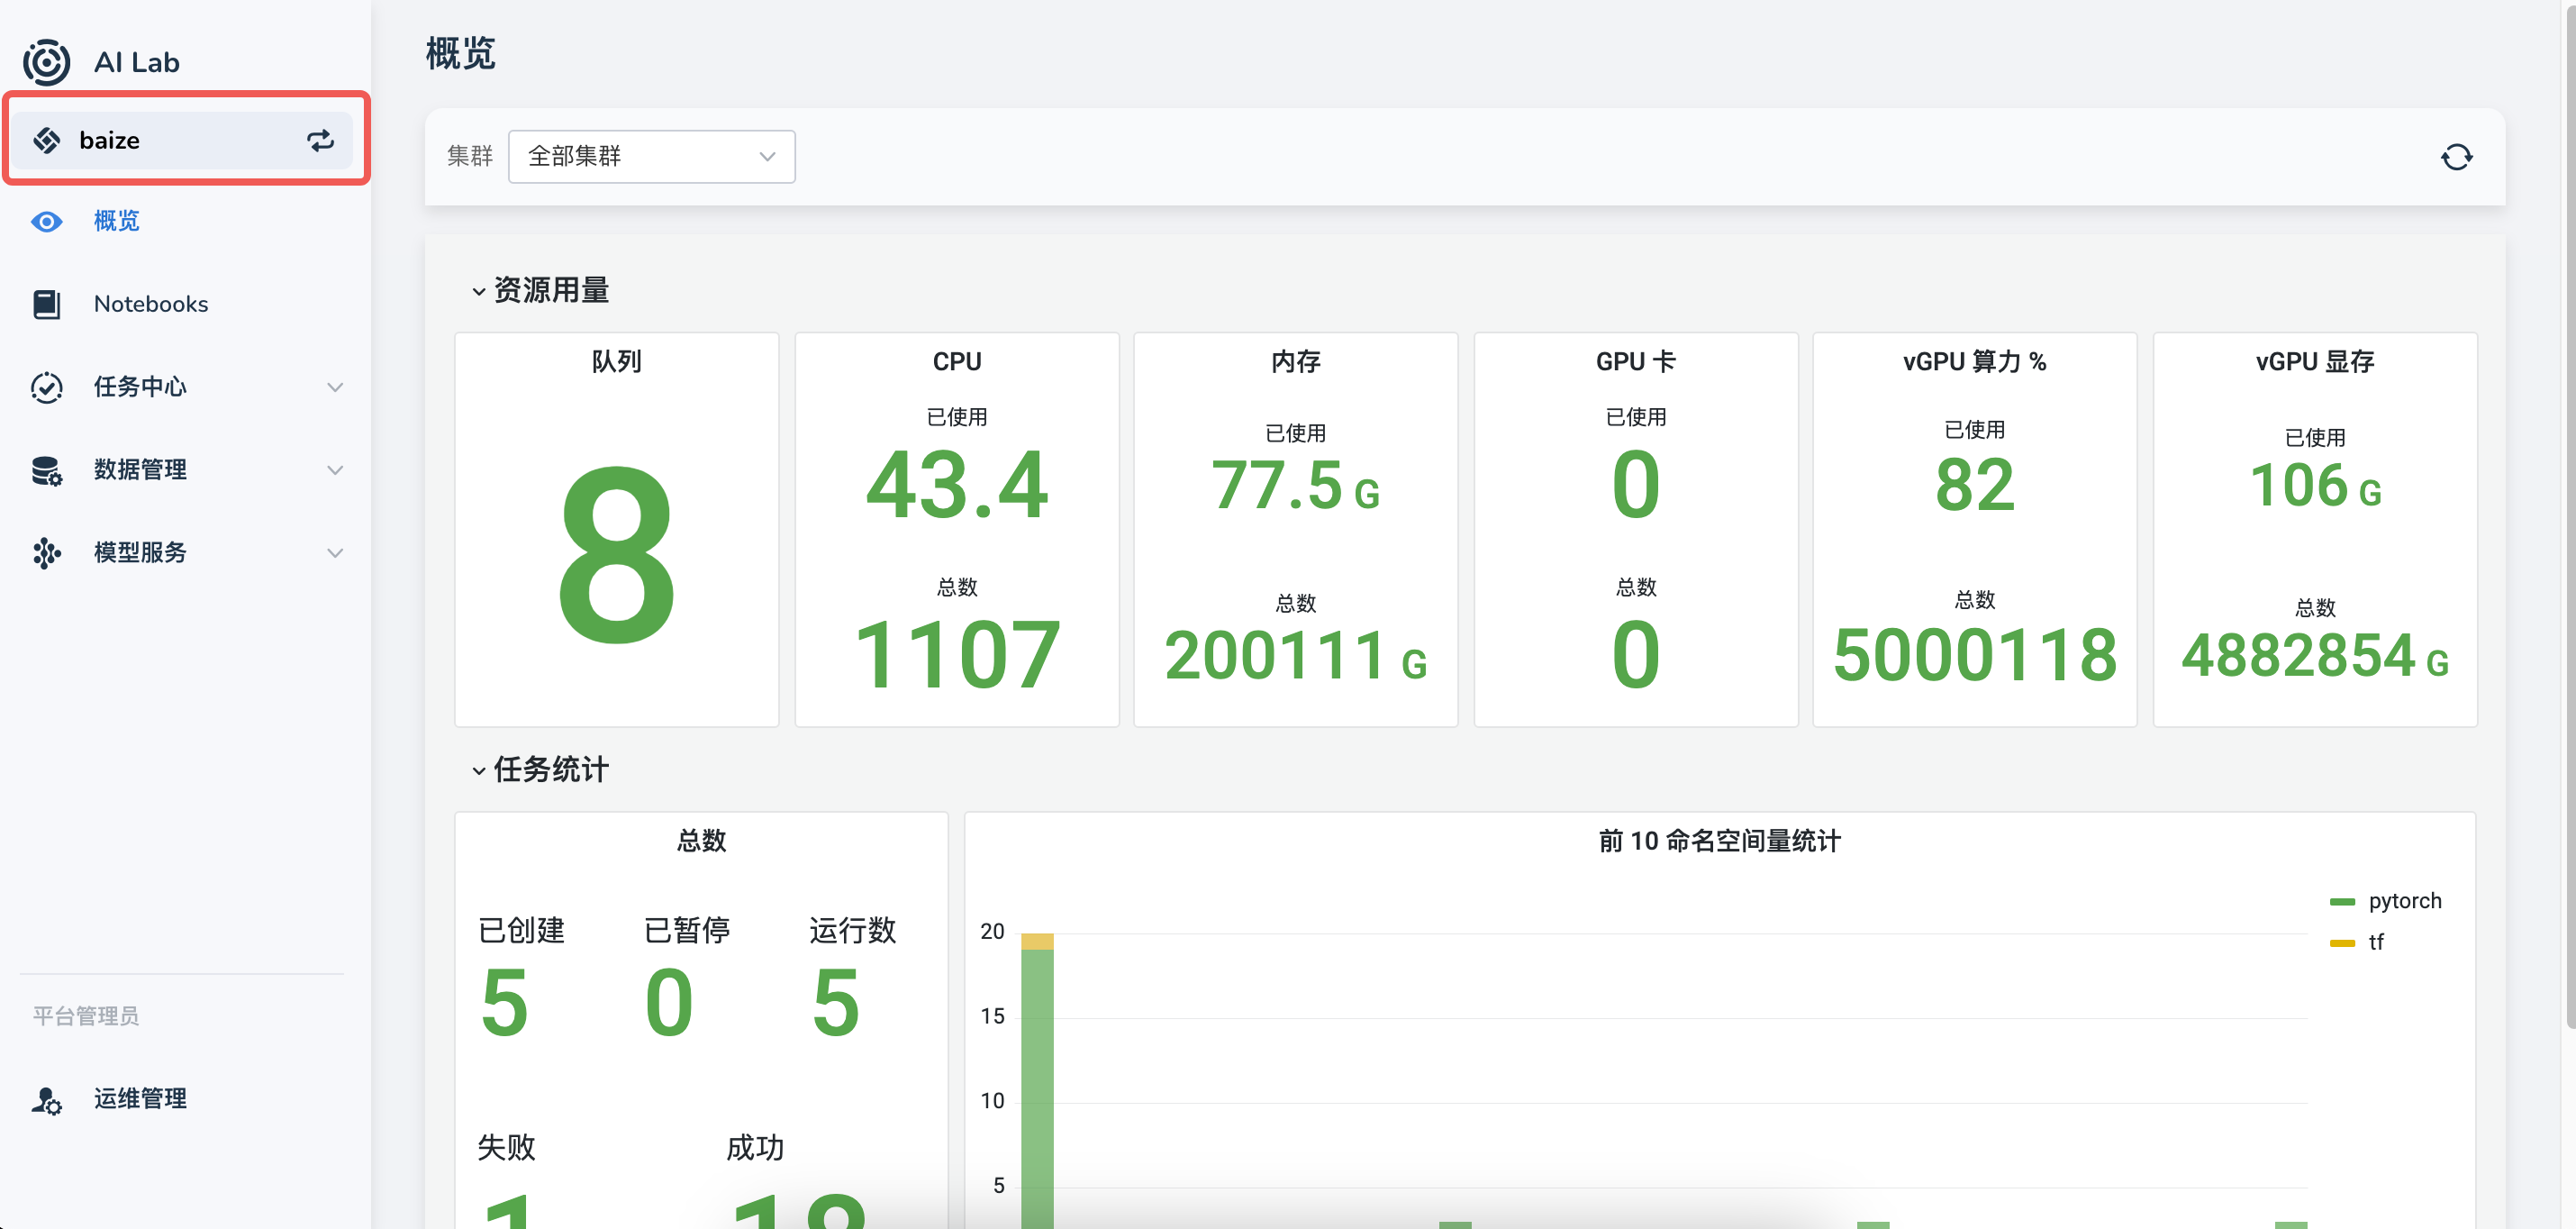 AI Lab
baize
概览
Notebooks
任务中心
数据管理
模型服务
平台管理员
运维管理
概览
集群 全部集群
资源用量
队列
8
CPU
已使用
43.4
总数
1107
内存
已使用
77.5 G
总数
200111 G
GPU 卡
已使用
0
总数
0
vGPU 算力 %
已使用
82
总数
5000118
vGPU 显存
已使用
106 G
总数
4882854 G
任务统计
总数
已创建 已暂停 运行数
5 0 5
失败 成功
前 10 命名空间量统计
pytorch
tf
20
15
10
5